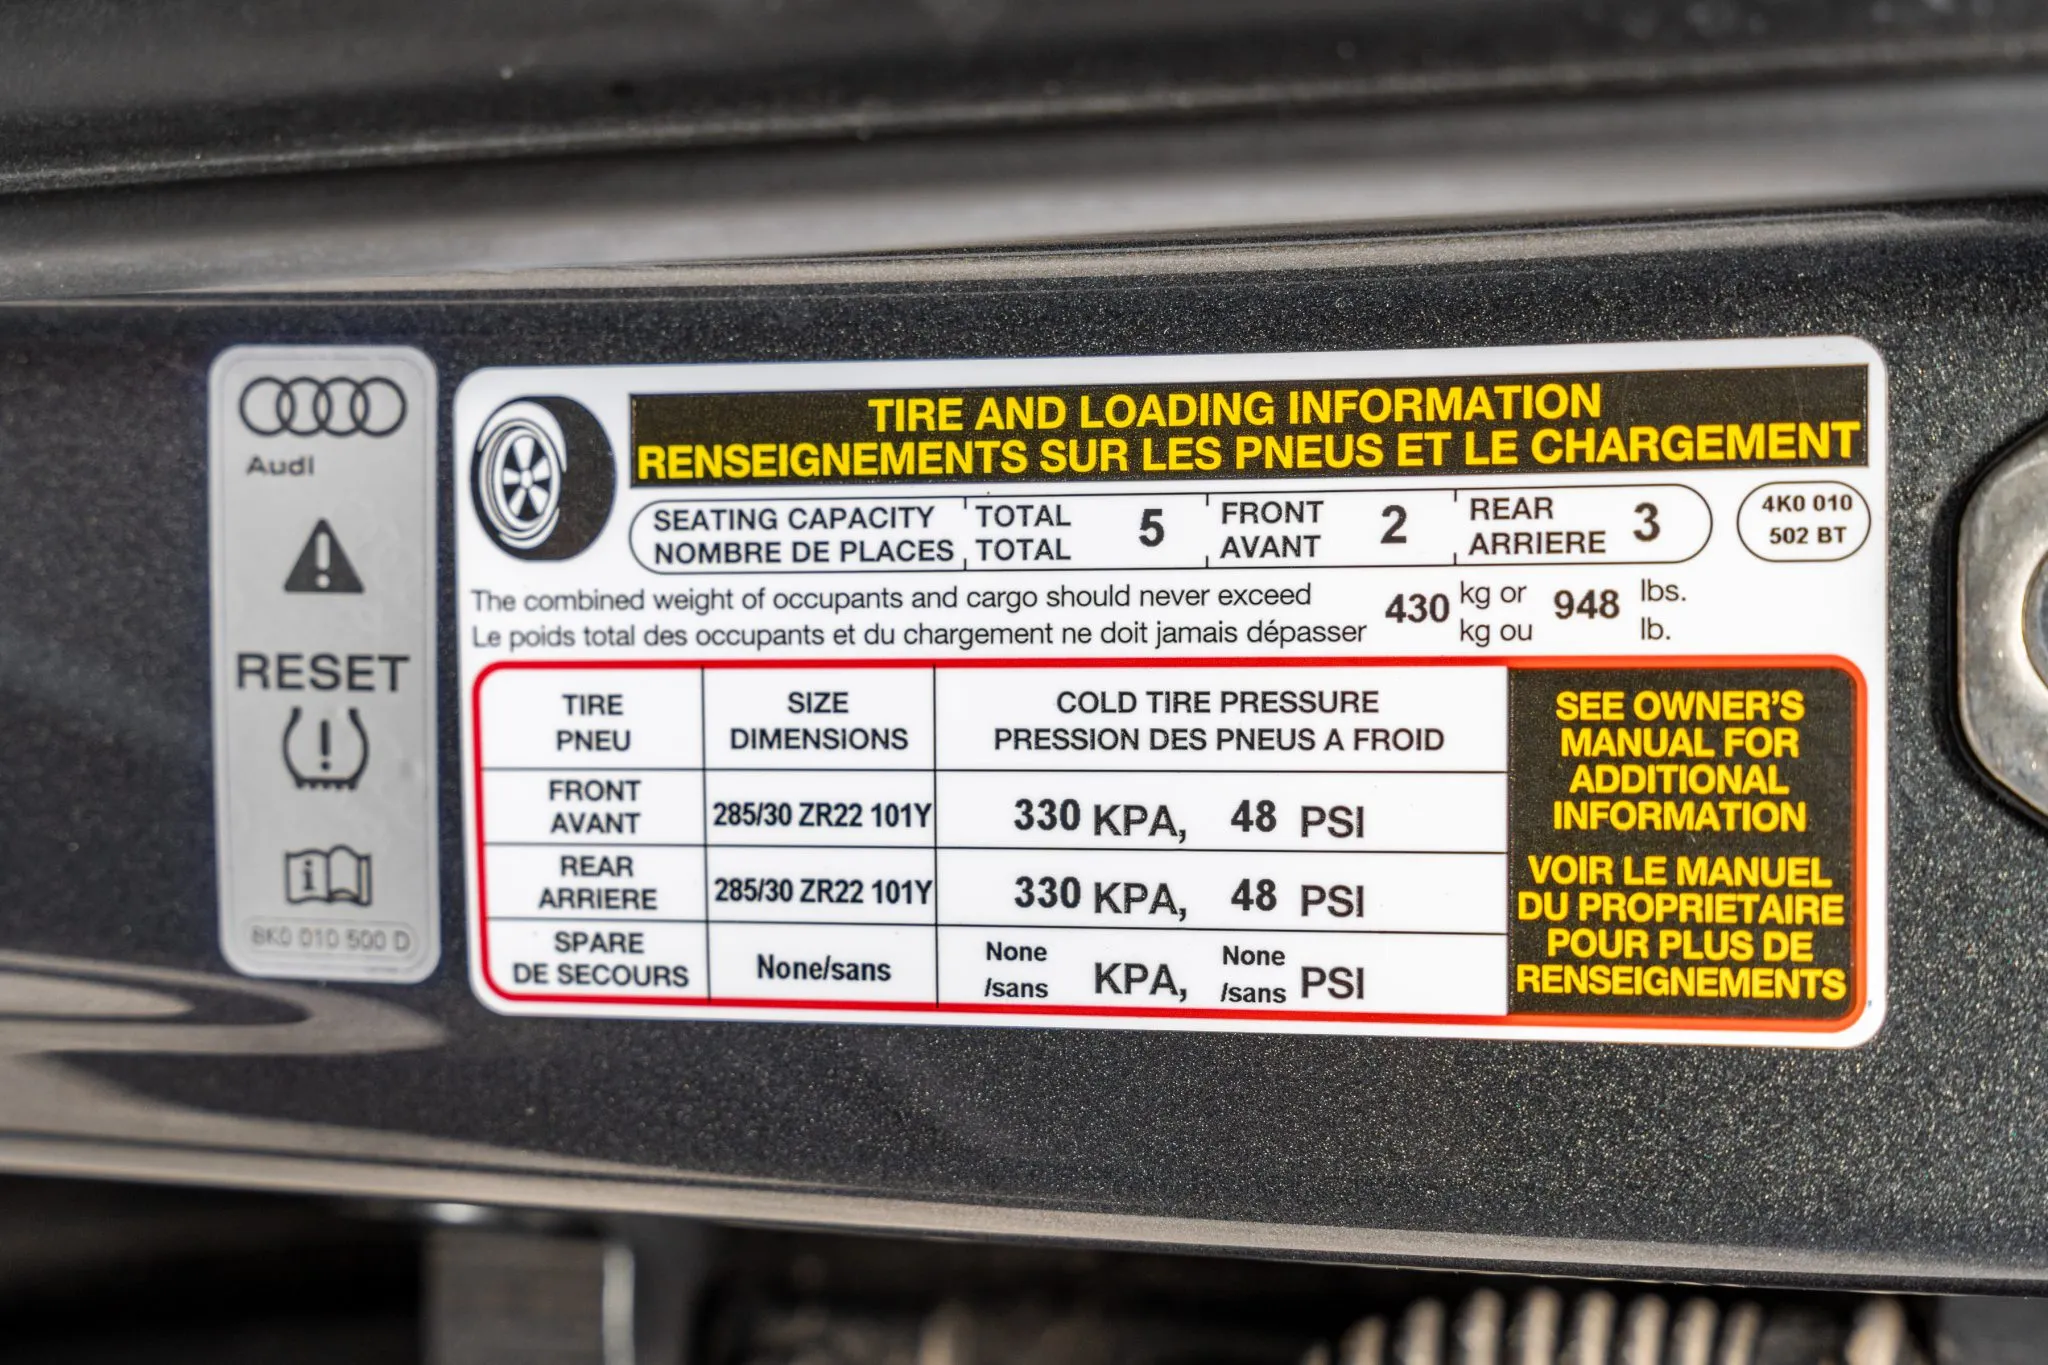 Audi
RESET
8K0 010 500 D
TIRE AND LOADING INFORMATION
RENSEIGNEMENTS SUR LES PNEUS ET LE CHARGEMENT
SEATING CAPACITY TOTAL 5 FRONT 2 REAR 3
NOMBRE DE PLACES TOTAL AVANT ARRIERE
4K0 010
502 BT
The combined weight of occupants and cargo should never exceed 430 kg or 948 lbs.
Le poids total des occupants et du chargement ne doit jamais dépasser kg ou lb.
TIRE SIZE COLD TIRE PRESSURE
PNEU DIMENSIONS PRESSION DES PNEUS A FROID
FRONT
AVANT
285/30 ZR22 101Y 330 KPA, 48 PSI
REAR
ARRIERE
285/30 ZR22 101Y 330 KPA, 48 PSI
SPARE
DE SECOURS
None/sans
None
/sans
KPA,
None
/sans
PSI
SEE OWNER'S
MANUAL FOR
ADDITIONAL
INFORMATION
VOIR LE MANUEL
DU PROPRIETAIRE
POUR PLUS DE
RENSEIGNEMENTS